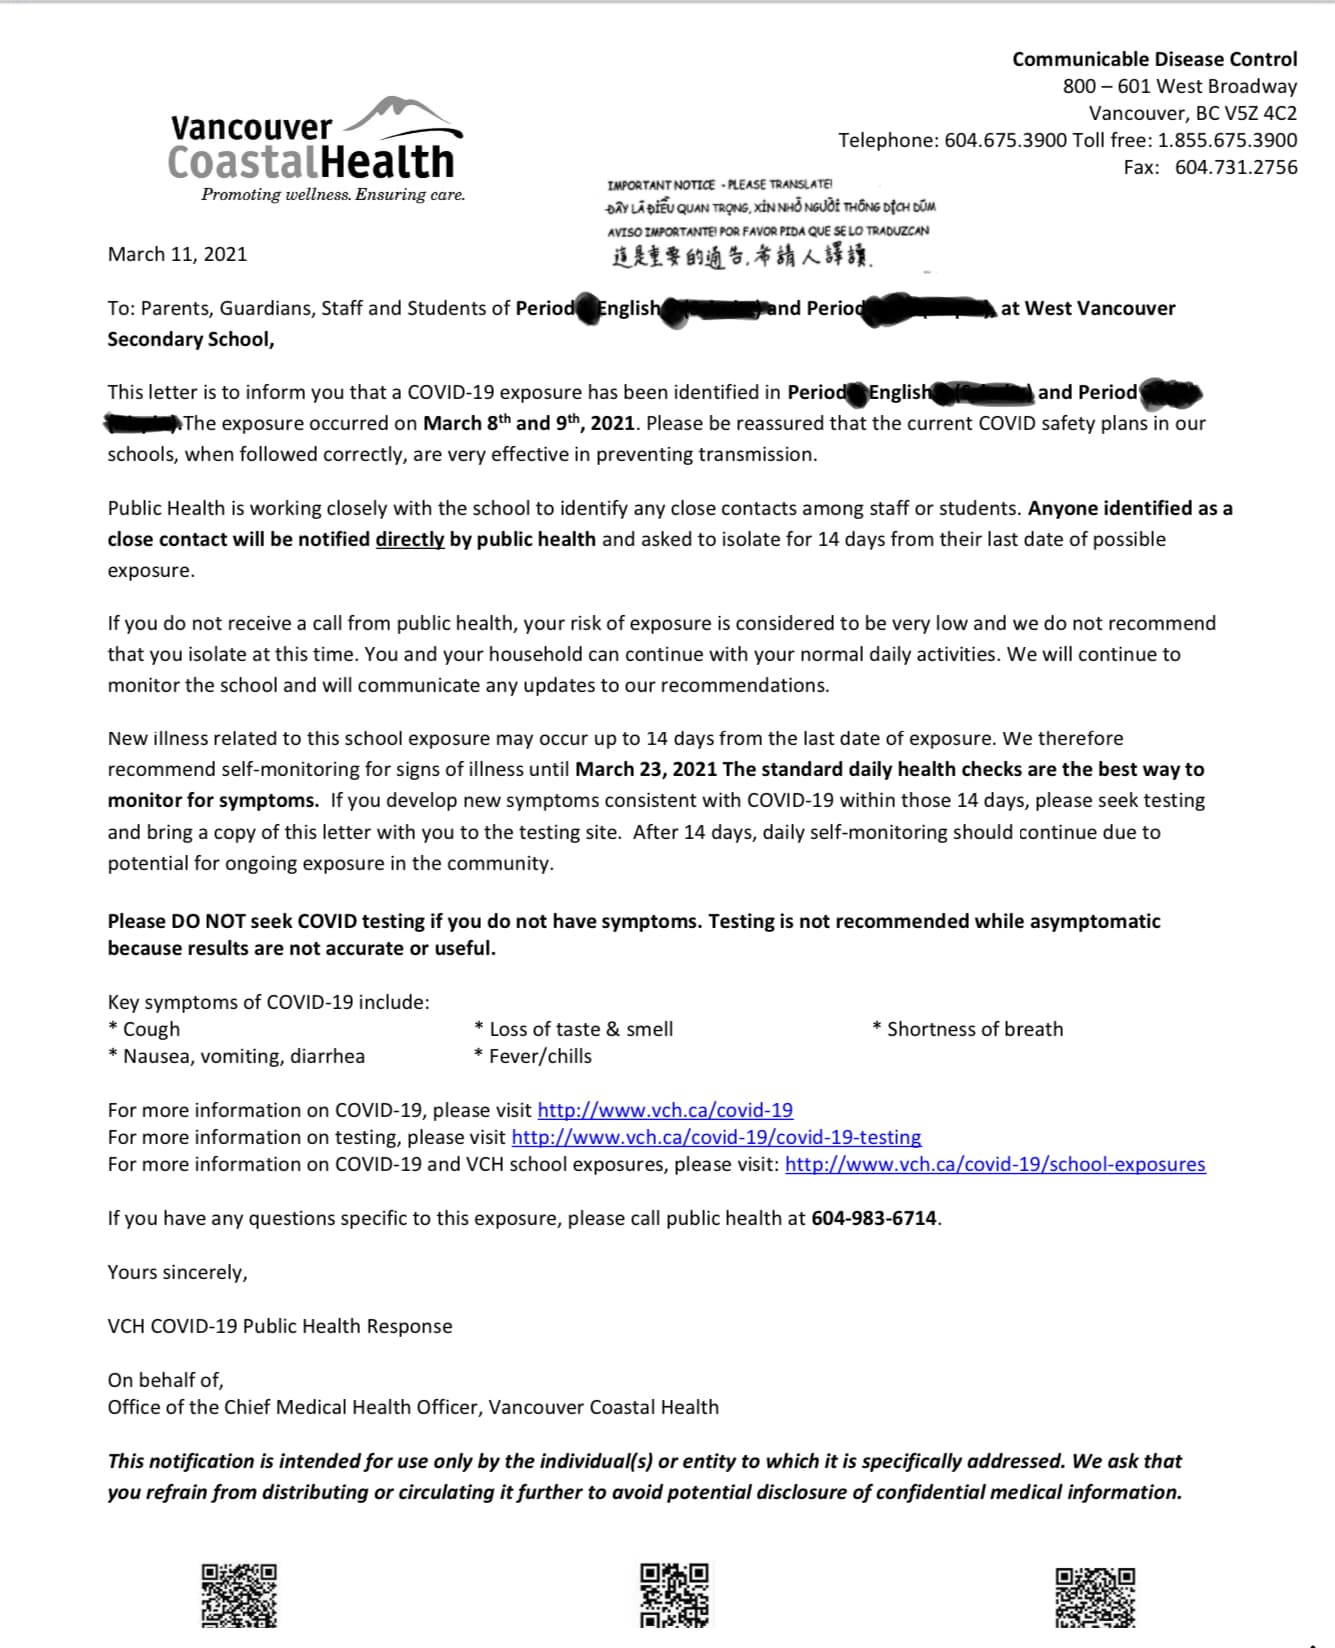 Communicable Disease Control
800 – 601 West Broadway
Vancouver, BC V5Z 4C2
Telephone: 604.675.3900 Toll free: 1.855.675.3900
Fax: 604.731.2756
Vancouver
CoastalHealth
Promoting wellness. Ensuring care.
IMPORTANT NOTICE - PLEASE TRANSLATE!
ĐÂY LÀ ĐIỀU QUAN TRỌNG, XIN NHỜ NGƯỜI THÔNG DỊCH DÙM
AVISO IMPORTANTE! POR FAVOR PIDA QUE SE LO TRADUZCAN
這是重要的通告,希請人譯讀.
March 11, 2021
To: Parents, Guardians, Staff and Students of Period English and Period at West Vancouver
Secondary School,
This letter is to inform you that a COVID-19 exposure has been identified in Period English and Period
.The exposure occurred on March 8th and 9th, 2021. Please be reassured that the current COVID safety plans in our
schools, when followed correctly, are very effective in preventing transmission.
Public Health is working closely with the school to identify any close contacts among staff or students. Anyone identified as a
close contact will be notified directly by public health and asked to isolate for 14 days from their last date of possible
exposure.
If you do not receive a call from public health, your risk of exposure is considered to be very low and we do not recommend
that you isolate at this time. You and your household can continue with your normal daily activities. We will continue to
monitor the school and will communicate any updates to our recommendations.
New illness related to this school exposure may occur up to 14 days from the last date of exposure. We therefore
recommend self-monitoring for signs of illness until March 23, 2021 The standard daily health checks are the best way to
monitor for symptoms. If you develop new symptoms consistent with COVID-19 within those 14 days, please seek testing
and bring a copy of this letter with you to the testing site. After 14 days, daily self-monitoring should continue due to
potential for ongoing exposure in the community.
Please DO NOT seek COVID testing if you do not have symptoms. Testing is not recommended while asymptomatic
because results are not accurate or useful.
Key symptoms of COVID-19 include:
* Cough * Loss of taste & smell * Shortness of breath
* Nausea, vomiting, diarrhea * Fever/chills
For more information on COVID-19, please visit http://www.vch.ca/covid-19
For more information on testing, please visit http://www.vch.ca/covid-19/covid-19-testing
For more information on COVID-19 and VCH school exposures, please visit: http://www.vch.ca/covid-19/school-exposures
If you have any questions specific to this exposure, please call public health at 604-983-6714.
Yours sincerely,
VCH COVID-19 Public Health Response
On behalf of,
Office of the Chief Medical Health Officer, Vancouver Coastal Health
This notification is intended for use only by the individual(s) or entity to which it is specifically addressed. We ask that
you refrain from distributing or circulating it further to avoid potential disclosure of confidential medical information.